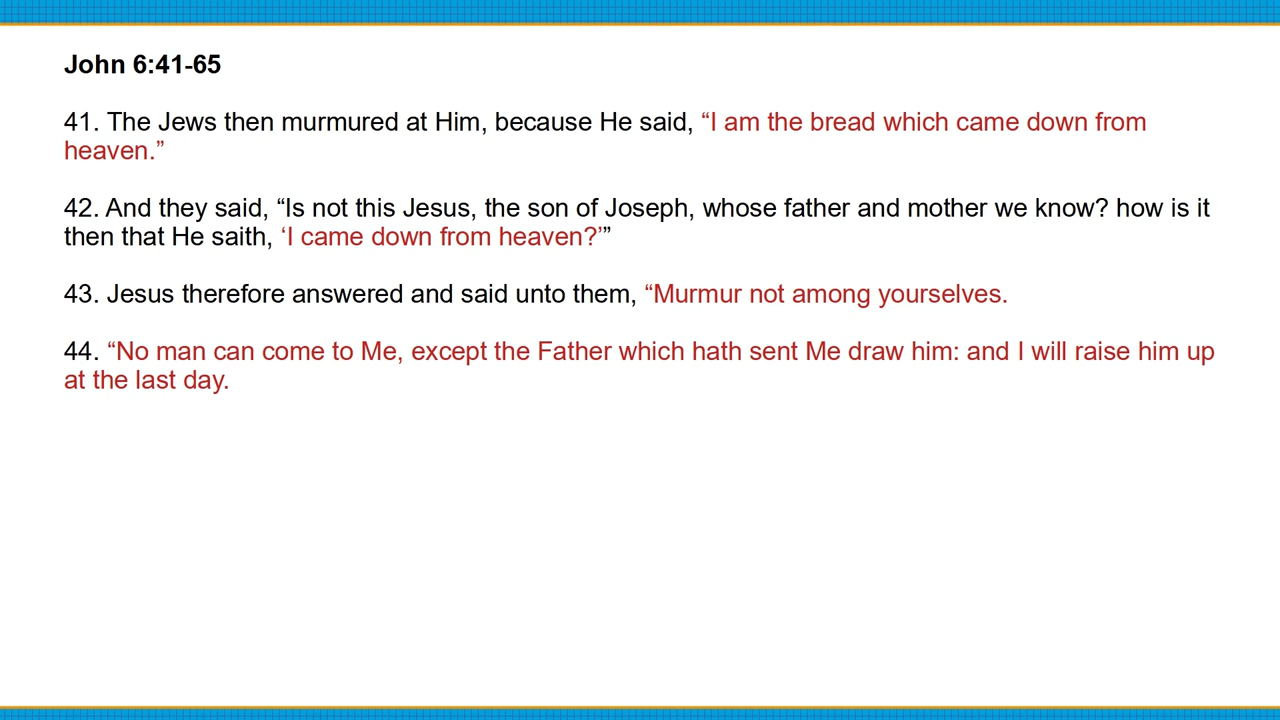 John 6:41-65
41. The Jews then murmured at Him, because He said, “I am the bread which came down from
heaven.”
42. And they said, “Is not this Jesus, the son of Joseph, whose father and mother we know? how is it
then that He saith, ‘I came down from heaven?’”
43. Jesus therefore answered and said unto them, “Murmur not among yourselves.
44. “No man can come to Me, except the Father which hath sent Me draw him: and I will raise him up
at the last day.